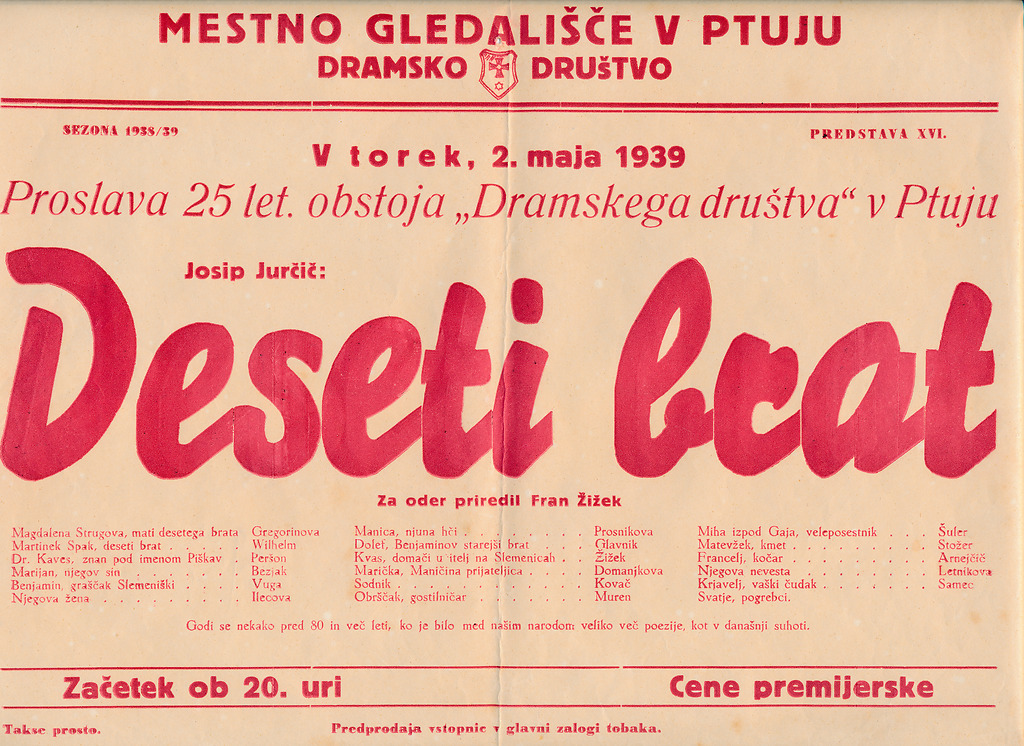 MESTNO GLEDALIŠČE V PTUJU
DRAMSKO DRUŠTVO
SEZONA 1938/39
PREDSTAVA XVI.
Vtorek, 2. maja 1939
Proslava 25 let. obstoja „Dramskega društva“ v Ptuju
Josip Jurčič:
Deseti brat
Za oder priredil Fran Žižek
Magdalena Strugova, mati desetega brata Gregorinova
Martinek Spak, deseti brat . . . . . Wilhelm
Dr. Kaves, znan pod imenom Piškav . Peršon
Marijan, njegov sin . . . . . . . Bezjak
Benjamin, graščak Slemeniški . . . . Vuga
Njegova žena . . . . . . . . . Ilecova
Manica, njuna hči . . . . . . . . Prosnikova
Dolef, Benjaminov starejši brat . . . Glavnik
Kvas, domači učitelj na Slemenicah . . Žižek
Marička, Maničina prijateljica . . . . Domanjkova
Sodnik . . . . . . . . . . . Kovač
Obrščak, gostilničar . . . . . . . Muren
Miha izpod Gaja, veleposestnik . . . Šuler
Matevžek, kmet . . . . . . . . . Stožer
Francelj, kočar . . . . . . . . . Arnejčič
Njegova nevesta . . . . . . . . . Letnikova
Krjavelj, vaški čudak . . . . . . . Samec
Svatje, pogrebci.
Godi se nekako pred 80 in več leti, ko je bilo med našim narodom veliko več poezije, kot v današnji suhoti.
Začetek ob 20. uri
Cene premijerske
Takse prosto.
Predprodaja vstopnic v glavni zalogi tobaka.